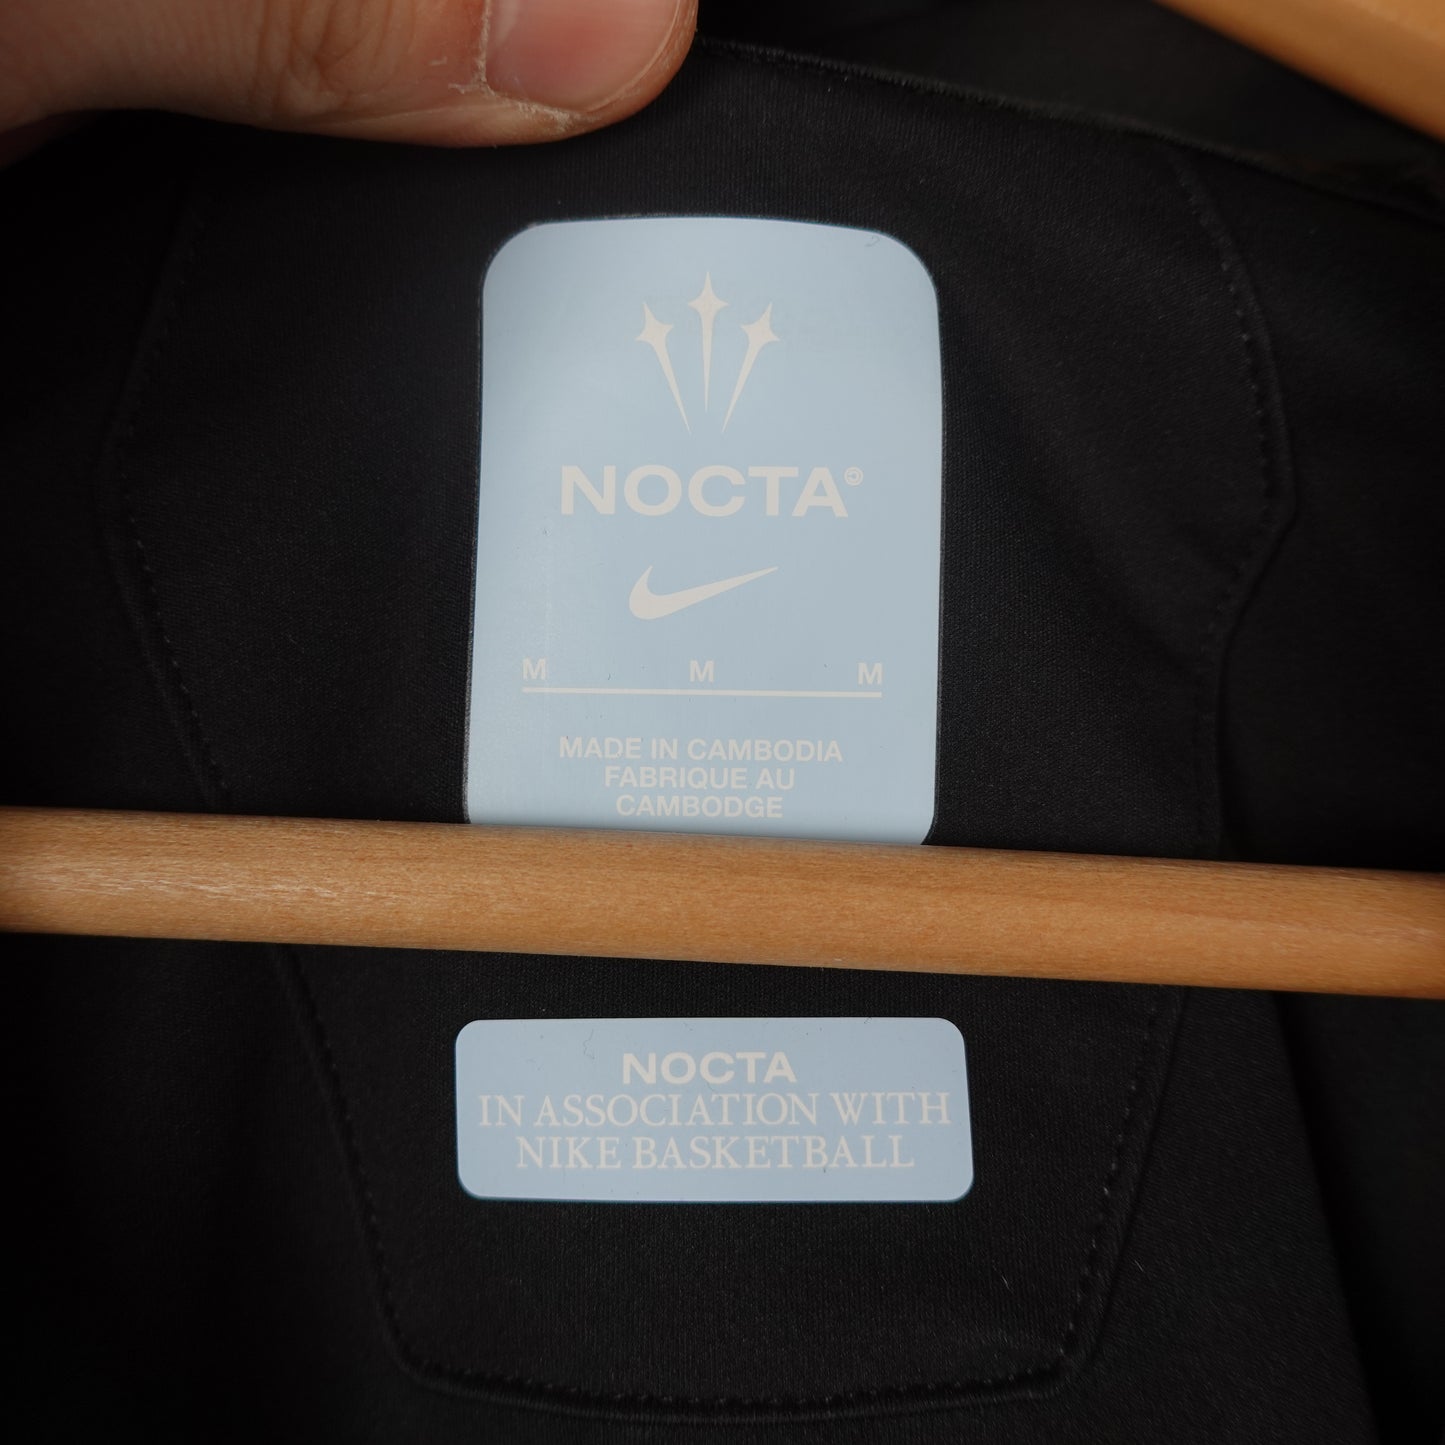 NOCTA©
M M M
MADE IN CAMBODIA
FABRIQUE AU
CAMBODGE
NOCTA
IN ASSOCIATION WITH
NIKE BASKETBALL